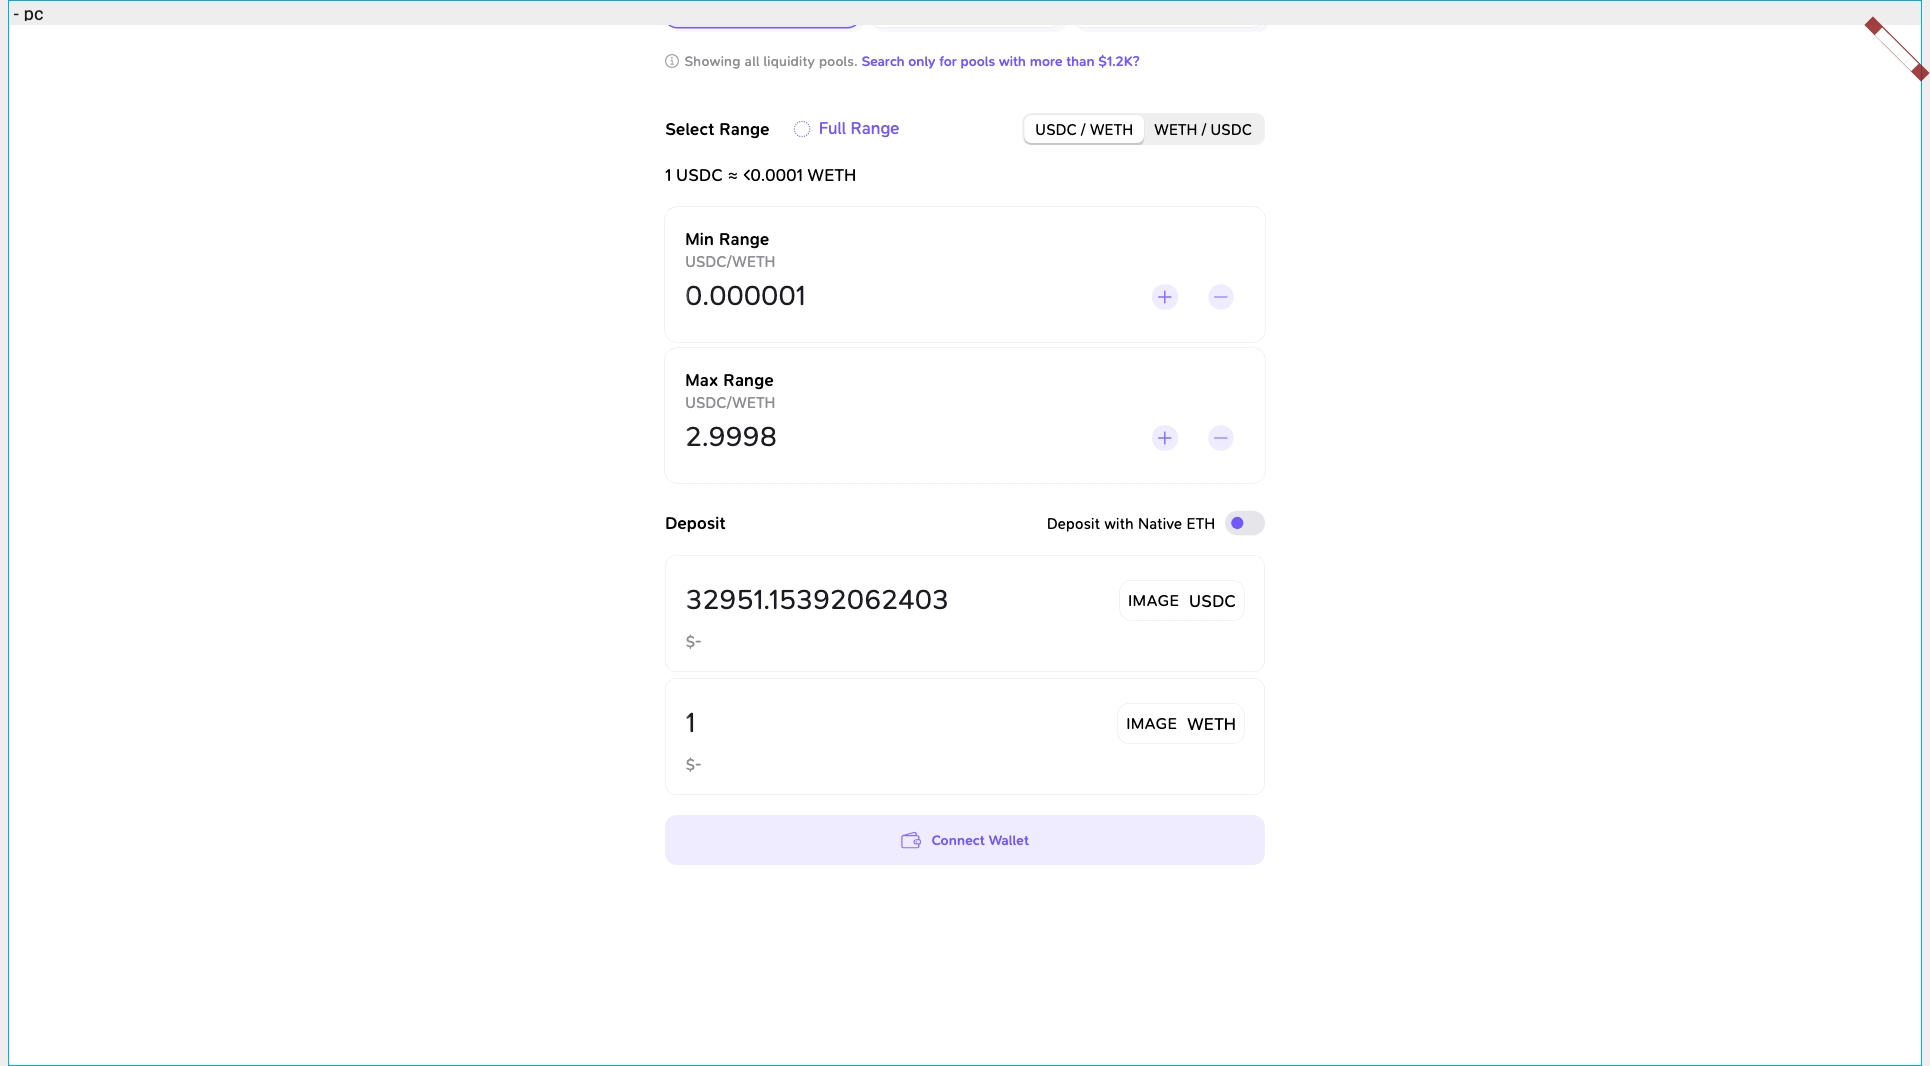 - pc
Showing all liquidity pools. Search only for pools with more than $1.2K?
Select Range Full Range USDC / WETH WETH / USDC
1 USDC ≈ <0.0001 WETH
Min Range
USDC/WETH
0.000001
Max Range
USDC/WETH
2.9998
Deposit Deposit with Native ETH
32951.15392062403 IMAGE USDC
$-
1 IMAGE WETH
$-
Connect Wallet